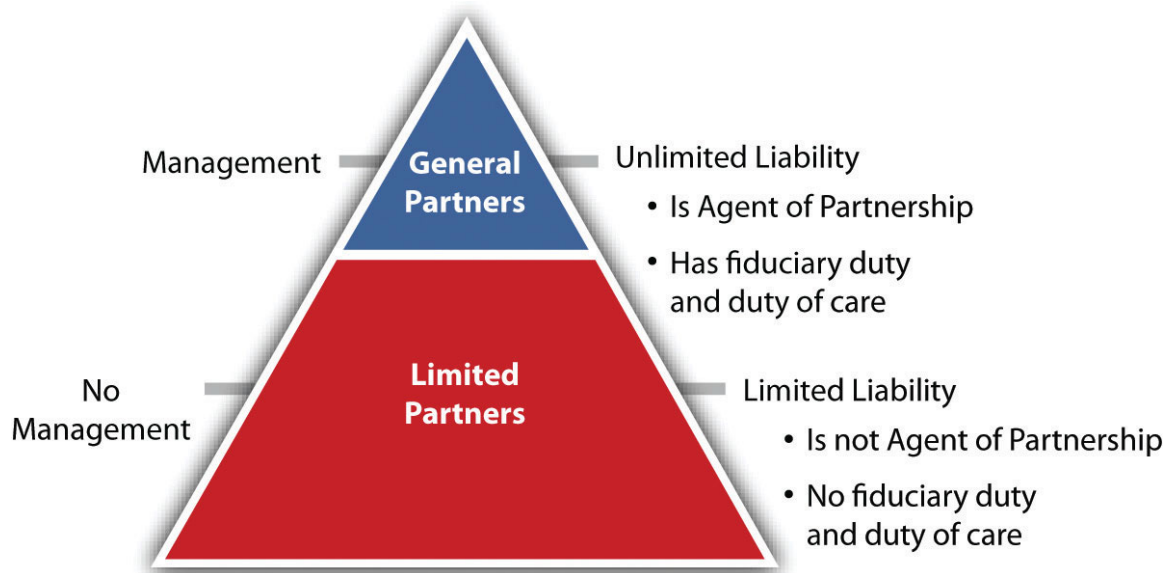 Management
General
Partners
Unlimited Liability
• Is Agent of Partnership
• Has fiduciary duty
and duty of care
No
Management
Limited
Partners
Limited Liability
• Is not Agent of Partnership
• No fiduciary duty
and duty of care